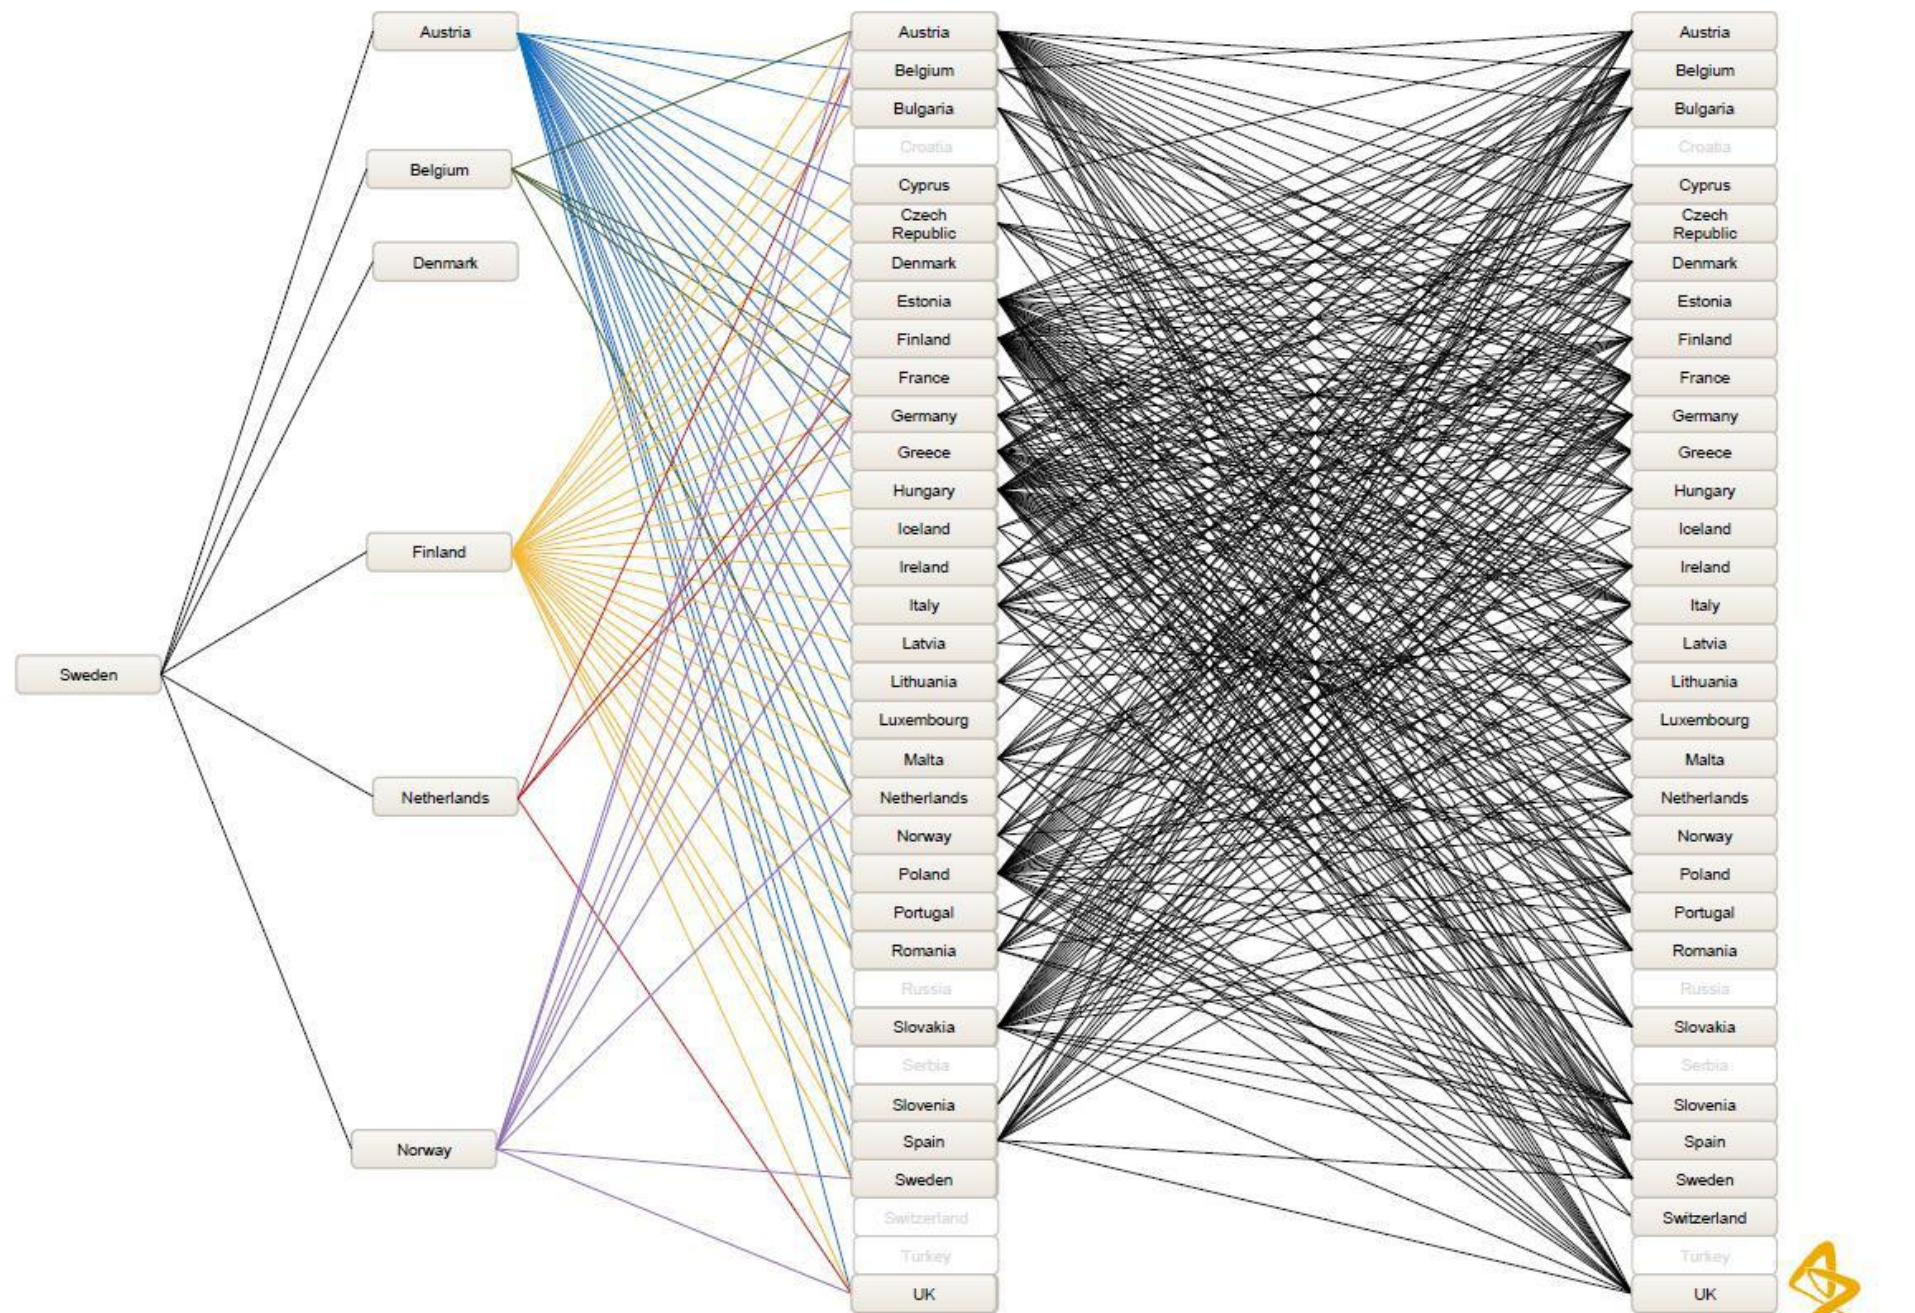 Sweden
Austria
Belgium
Denmark
Finland
Netherlands
Norway
Austria
Belgium
Bulgaria
Croatia
Cyprus
Czech
Republic
Denmark
Estonia
Finland
France
Germany
Greece
Hungary
Iceland
Ireland
Italy
Latvia
Lithuania
Luxembourg
Malta
Netherlands
Norway
Poland
Portugal
Romania
Russia
Slovakia
Serbia
Slovenia
Spain
Sweden
Switzerland
Turkey
UK
Austria
Belgium
Bulgaria
Croatia
Cyprus
Czech
Republic
Denmark
Estonia
Finland
France
Germany
Greece
Hungary
Iceland
Ireland
Italy
Latvia
Lithuania
Luxembourg
Malta
Netherlands
Norway
Poland
Portugal
Romania
Russia
Slovakia
Serbia
Slovenia
Spain
Sweden
Switzerland
Turkey
UK